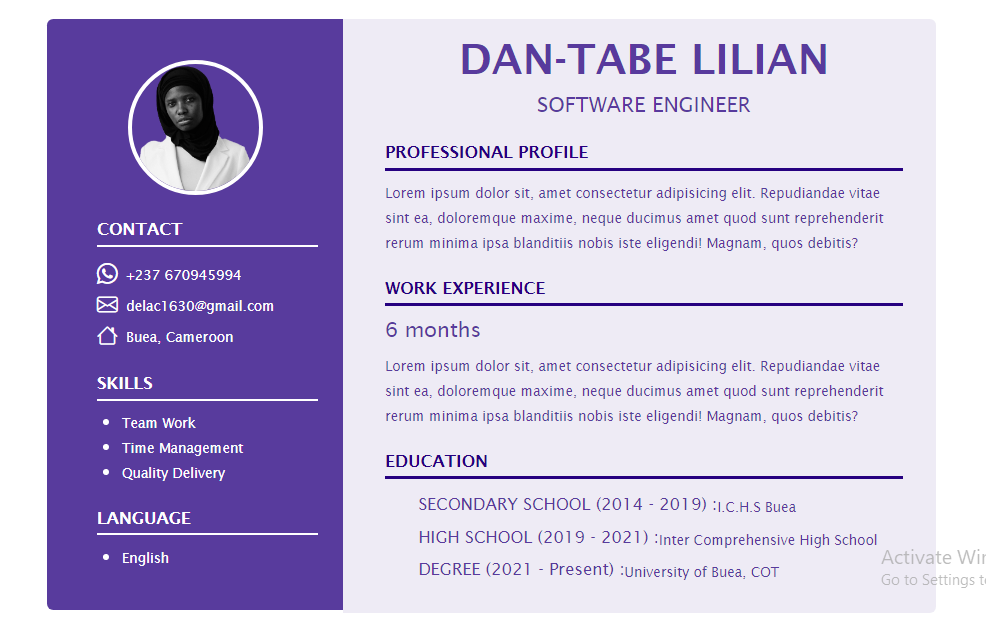 CONTACT
+237 670945994
delac1630@gmail.com
Buea, Cameroon
SKILLS
Team Work
Time Management
Quality Delivery
LANGUAGE
English
DAN-TABE LILIAN
SOFTWARE ENGINEER
PROFESSIONAL PROFILE
Lorem ipsum dolor sit, amet consectetur adipisicing elit. Repudiandae vitae
sint ea, doloremque maxime, neque ducimus amet quod sunt reprehenderit
rerum minima ipsa blanditiis nobis iste eligendi! Magnam, quos debitis?
WORK EXPERIENCE
6 months
Lorem ipsum dolor sit, amet consectetur adipisicing elit. Repudiandae vitae
sint ea, doloremque maxime, neque ducimus amet quod sunt reprehenderit
rerum minima ipsa blanditiis nobis iste eligendi! Magnam, quos debitis?
EDUCATION
SECONDARY SCHOOL (2014 - 2019) :I.C.H.S Buea
HIGH SCHOOL (2019 - 2021) :Inter Comprehensive High School
DEGREE (2021 - Present) :University of Buea, COT
Activate Win
Go to Settings t